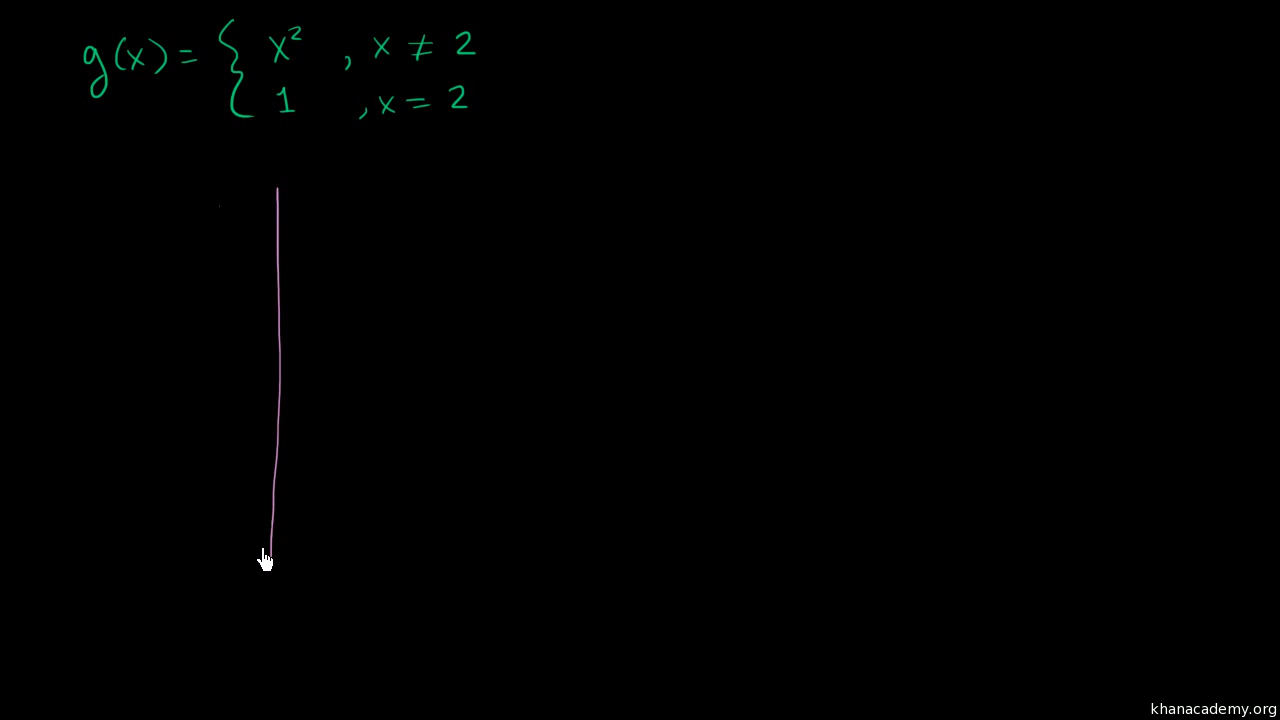 g(x) = { x² , x ≠ 2
1 , x = 2
khanacademy.org